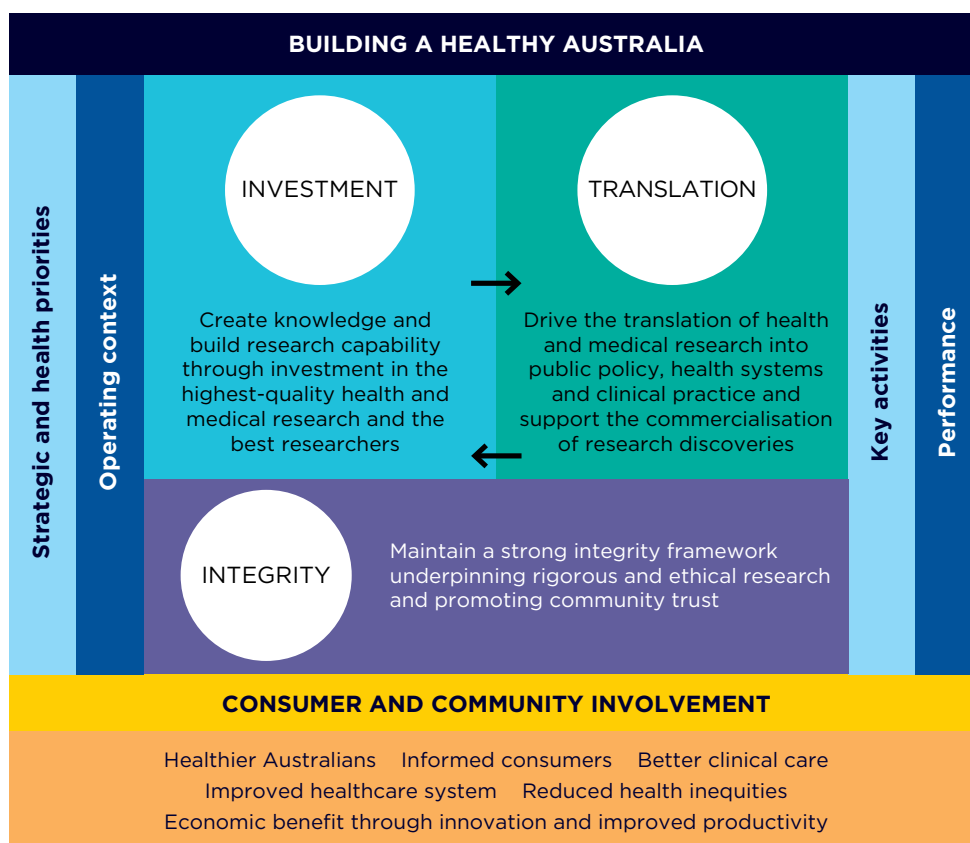 BUILDING A HEALTHY AUSTRALIA
Strategic and health priorities
Operating context
INVESTMENT
Create knowledge and
build research capability
through investment in the
highest-quality health and
medical research and the
best researchers
TRANSLATION
Drive the translation of health
and medical research into
public policy, health systems
and clinical practice and
support the commercialisation
of research discoveries
INTEGRITY
Maintain a strong integrity framework
underpinning rigorous and ethical research
and promoting community trust
Key activities
Performance
CONSUMER AND COMMUNITY INVOLVEMENT
Healthier Australians Informed consumers Better clinical care
Improved healthcare system Reduced health inequities
Economic benefit through innovation and improved productivity